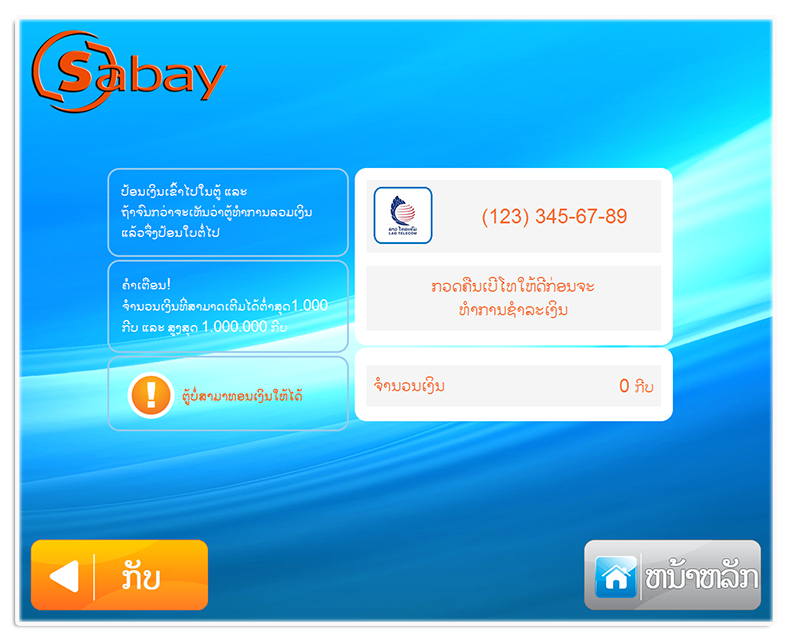 Sabay
ປ້ອນເງິນເຂົ້າໄປໃນຕູ້ ແລະ
ຖ້າຈົນກວ່າຈະເຫັນວ່າຕູ້ທຳການລວມເງິນ
ແລ້ວຈຶ່ງປ້ອນໃບຕໍ່ໄປ
ຄຳເຕືອນ!
ຈຳນວນເງິນທີ່ສາມາດເຕີມໄດ້ຕ່ຳສຸດ1.000
ກີບ ແລະ ສູງສຸດ 1.000.000 ກີບ
ຕູ້ບໍ່ສາມາທອນເງິນໃຫ້ໄດ້
ລາວ ໂທລະຄົມ
LAO TELECOM
(123) 345-67-89
ກວດຄືນເບີໂທໃຫ້ດີກ່ອນຈະ
ທຳການຊຳລະເງິນ
ຈຳນວນເງິນ 0 ກີບ
ກັບ
ຫນ້າຫລັກ